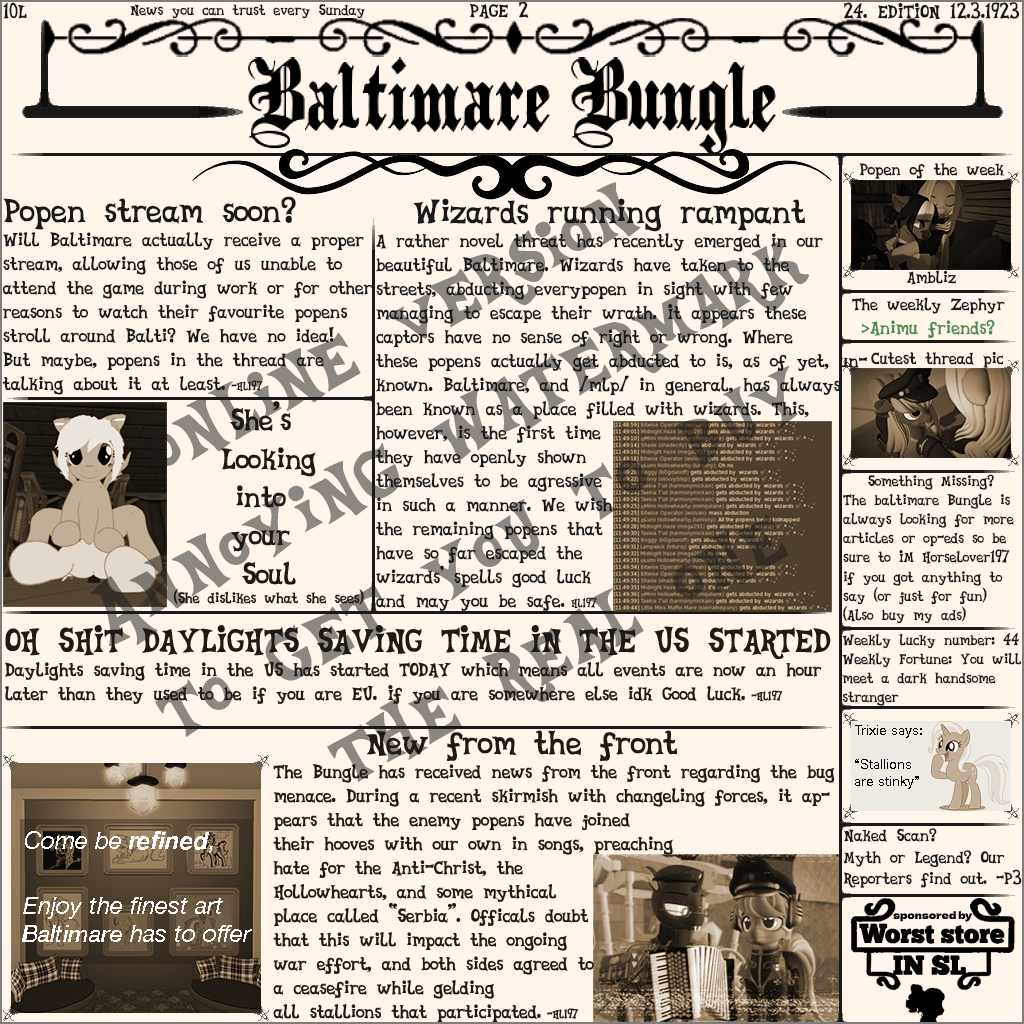 10L
News you can trust every Sunday
PAGE 2
24. EDITION 12.3.1923
Baltimare Bungle
Popen stream soon?
Will Baltimare actually receive a proper
stream, allowing those of us unable to
attend the game during work or for other
reasons to watch their favourite popens
stroll around Balti? We have no idea!
But maybe, popens in the thread are
talking about it at least. -HL197
She's
Looking
into
your
Soul
(She dislikes what she sees)
Wizards running rampant
A rather novel threat has recently emerged in our
beautiful Baltimare. Wizards have taken to the
streets, abducting everypopen in sight with few
managing to escape their wrath. It appears these
captors have no sense of right or wrong. Where
these popens actually get abducted to is, as of yet,
known. Baltimare, and /mlp/ in general, has always
been known as a place filled with wizards. This,
however, is the first time
they have openly shown
themselves to be agressive
in such a manner. We wish
the remaining popens that
have so far escaped the
wizards' spells good luck
and may you be safe. HL197
OH SHIT DAYLIGHTS SAVING TIME IN THE US STARTED
Daylights saving time in the US has started TODAY which means all events are now an hour
later than they used to be if you are EU. if you are somewhere else idk Good luck. -HL197
New from the front
The Bungle has received news from the front regarding the bug
menace. During a recent skirmish with changeling forces, it ap-
pears that the enemy popens have joined
their hooves with our own in songs, preaching
hate for the Anti-Christ, the
Hollowhearts, and some mythical
place called "Serbia". Officals doubt
that this will impact the ongoing
war effort, and both sides agreed to
a ceasefire while gelding
all stallions that participated. -HL197
Come be refined,
Enjoy the finest art
Baltimare has to offer
Popen of the week
Ambliz
The weekly Zephyr
>Animu friends?
un-Cutest thread pic
Something Missing?
The baltimare Bungle is
always looking for more
articles or op-eds so be
sure to iM Horselover197
if you got anything to
say (or just for fun)
(Also buy my ads)
Weekly Lucky number: 44
Weekly Fortune: You will
meet a dark handsome
stranger
Trixie says:
"Stallions
are stinky"
Naked Scan?
Myth or Legend? Our
Reporters find out. -P3
sponsored by
Worst store
IN SL
ONLINE VERSION
ANNOYING WATERMARK
TO GET YOU TO BUY
THE REAL ONE